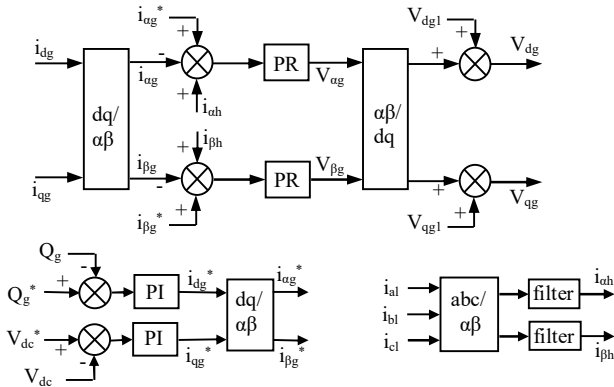 iαg* Vdgl
+ +
idg - Vdg
iαg PR Vαg +
+
iαh
dq/ αβ/
αβ dq
iβh
+
iβg Vβg
- PR +
iqg + + Vqg
iβg* Vqgl
Qg
-
+ idg* iαg*
Qg* PI dq/
αβ
Vdc* PI
+ iqg* iβg*
-
Vdc
ial iαh
filter
ibl abc/
αβ
icl filter
iβh